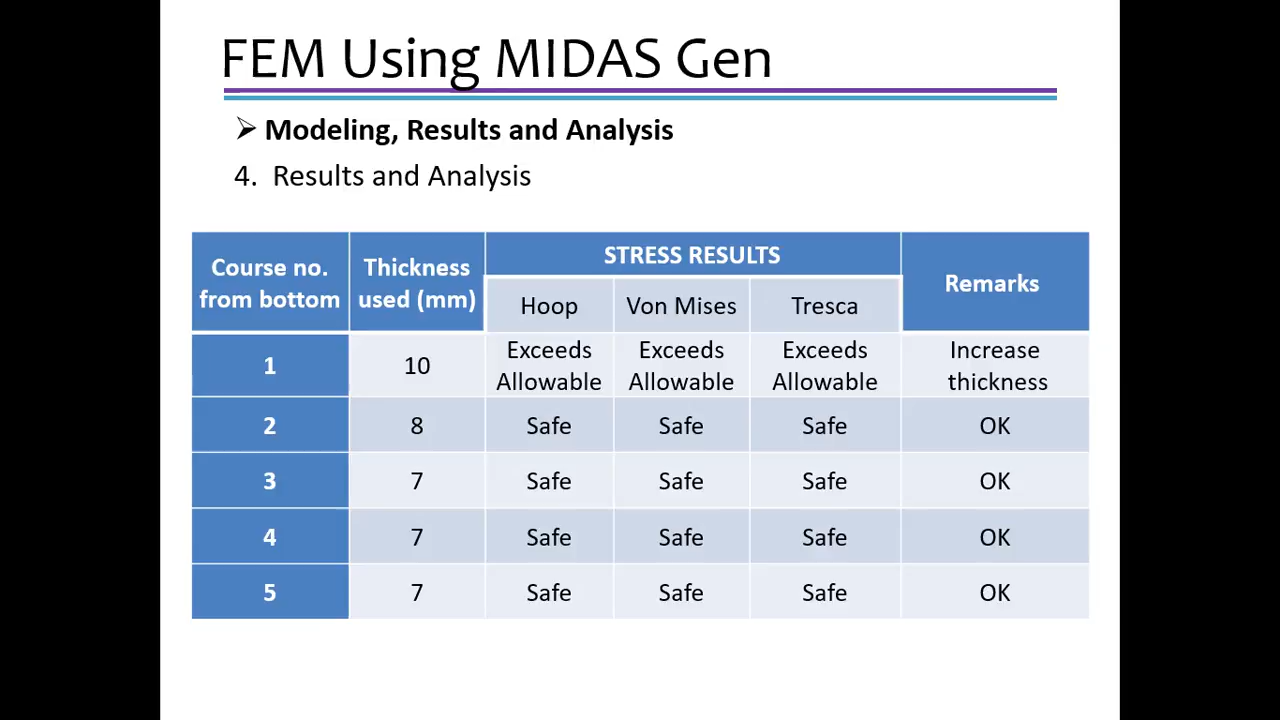 FEM Using MIDAS Gen
➢ Modeling, Results and Analysis
4. Results and Analysis
Course no.
from bottom
Thickness
used (mm)
STRESS RESULTS
Remarks
Hoop
Von Mises
Tresca
1
10
Exceeds
Allowable
Exceeds
Allowable
Exceeds
Allowable
Increase
thickness
2
8
Safe
Safe
Safe
OK
3
7
Safe
Safe
Safe
OK
4
7
Safe
Safe
Safe
OK
5
7
Safe
Safe
Safe
OK